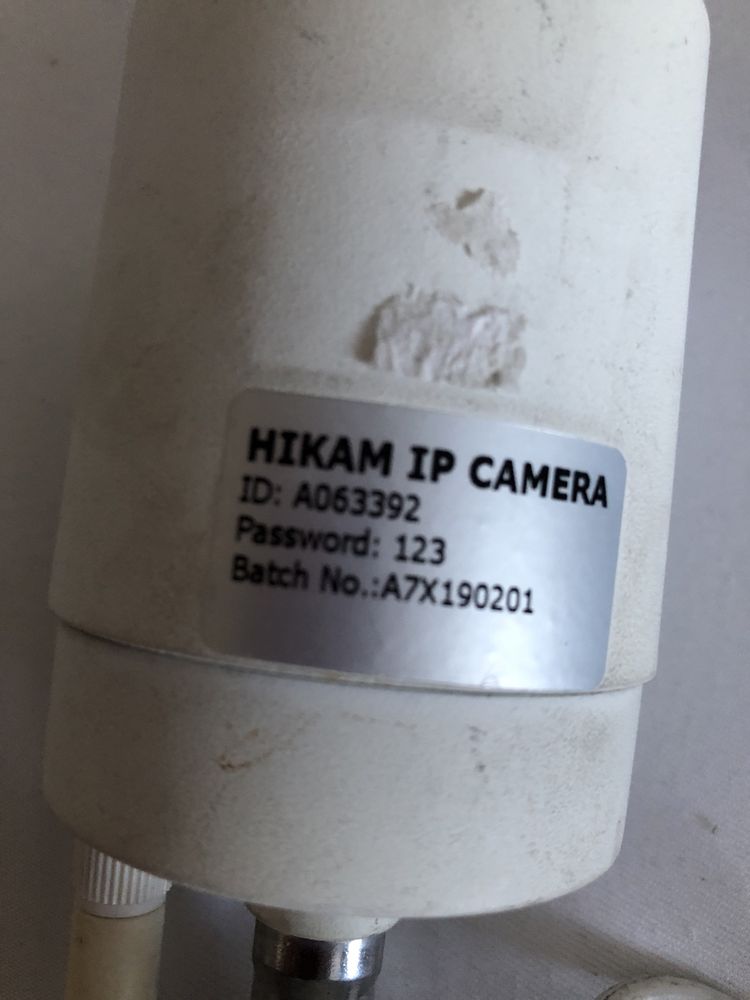 HIKAM IP CAMERA
ID: A063392
Password: 123
Batch No.:A7X190201